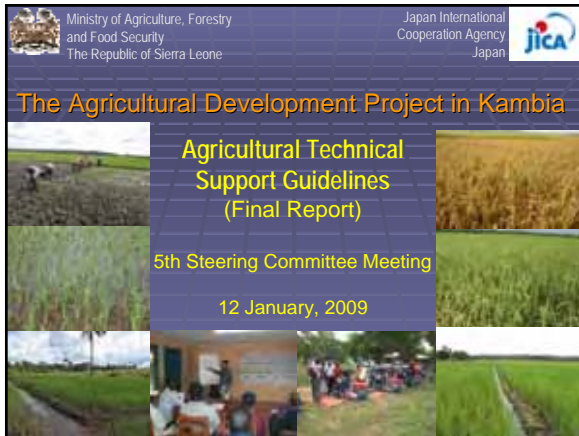 Ministry of Agriculture, Forestry
and Food Security
The Republic of Sierra Leone
Japan International
Cooperation Agency
Japan
jica
The Agricultural Development Project in Kambia
Agricultural Technical
Support Guidelines
(Final Report)
5th Steering Committee Meeting
12 January, 2009